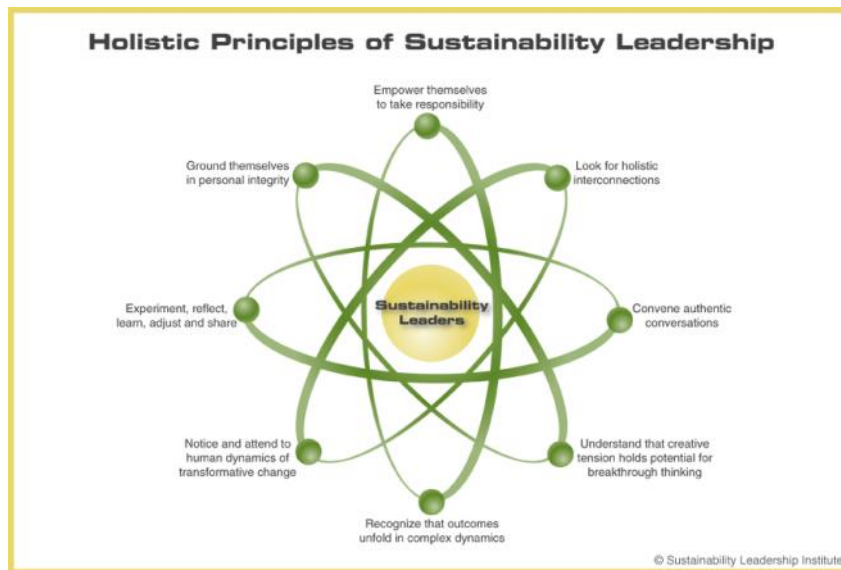 Holistic Principles of Sustainability Leadership
Empower themselves
to take responsibility
Ground themselves
in personal integrity
Look for holistic
interconnections
Experiment, reflect,
learn, adjust and share
Sustainability
Leaders
Convene authentic
conversations
Notice and attend to
human dynamics of
transformative change
Understand that creative
tension holds potential for
breakthrough thinking
Recognize that outcomes
unfold in complex dynamics
© Sustainability Leadership Institute